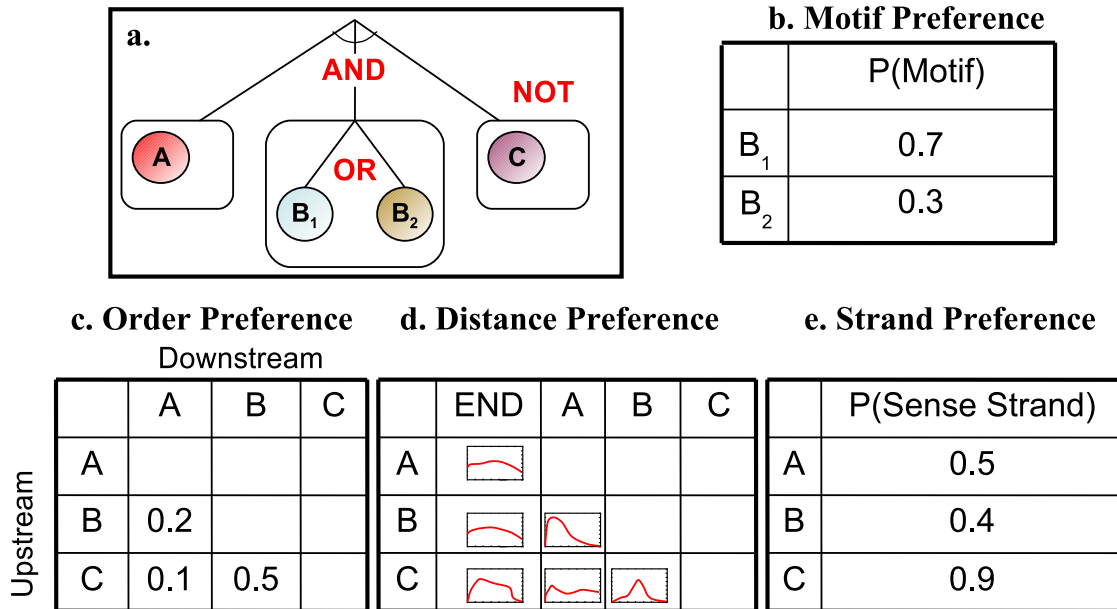 a.
AND
NOT
A
OR
C
B1
B2
b. Motif Preference
P(Motif)
B1 0.7
B2 0.3
c. Order Preference
Downstream
A B C
Upstream
A
B 0.2
C 0.1 0.5
d. Distance Preference
END A B C
A
B
C
e. Strand Preference
P(Sense Strand)
A 0.5
B 0.4
C 0.9